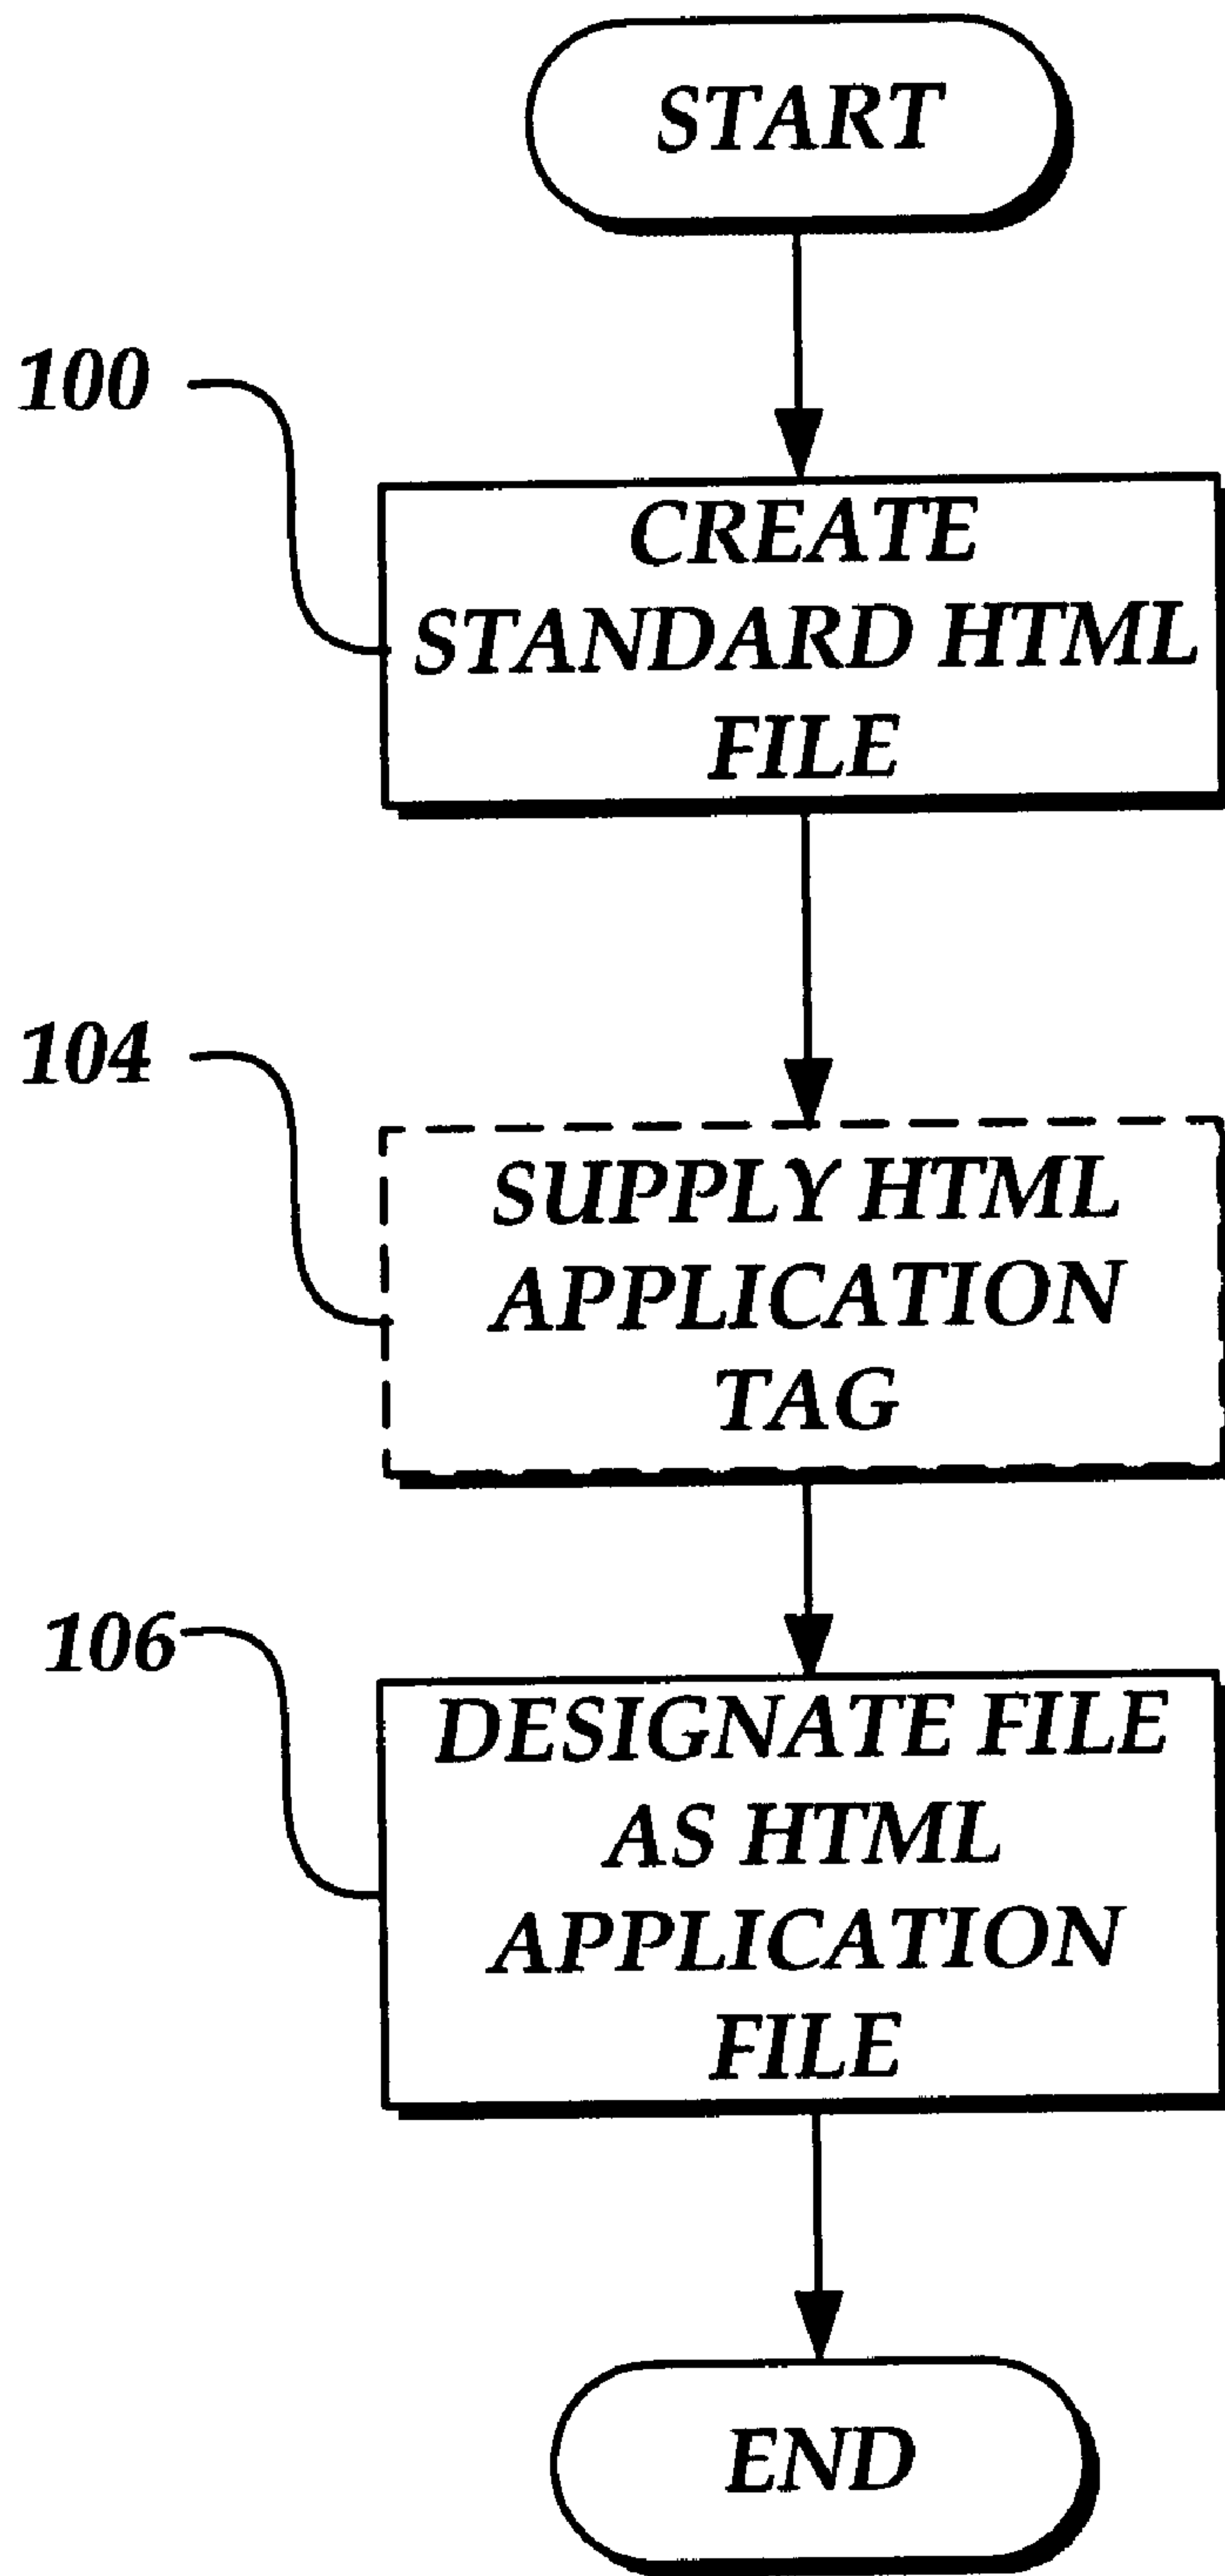 START
100
CREATE
STANDARD HTML
FILE
104
SUPPLY HTML
APPLICATION
TAG
106
DESIGNATE FILE
AS HTML
APPLICATION
FILE
END